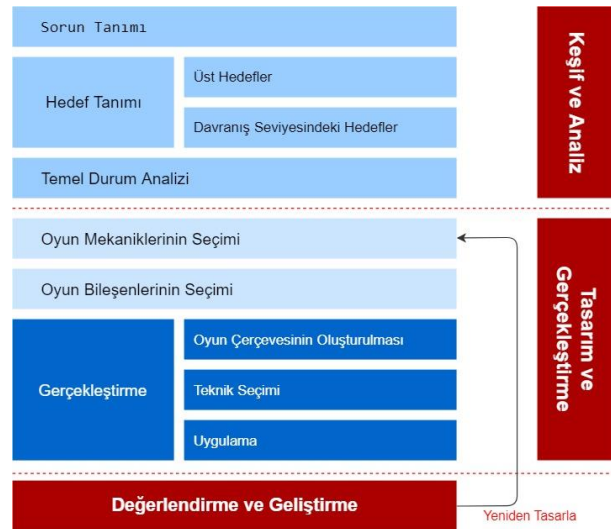 Sorun Tanımı
Hedef Tanımı
Üst Hedefler
Davranış Seviyesindeki Hedefler
Temel Durum Analizi
Keşif ve Analiz
Oyun Mekaniklerinin Seçimi
Oyun Bileşenlerinin Seçimi
Gerçekleştirme
Oyun Çerçevesinin Oluşturulması
Teknik Seçimi
Uygulama
Tasarım ve
Gerçekleştirme
Değerlendirme ve Geliştirme
Yeniden Tasarla